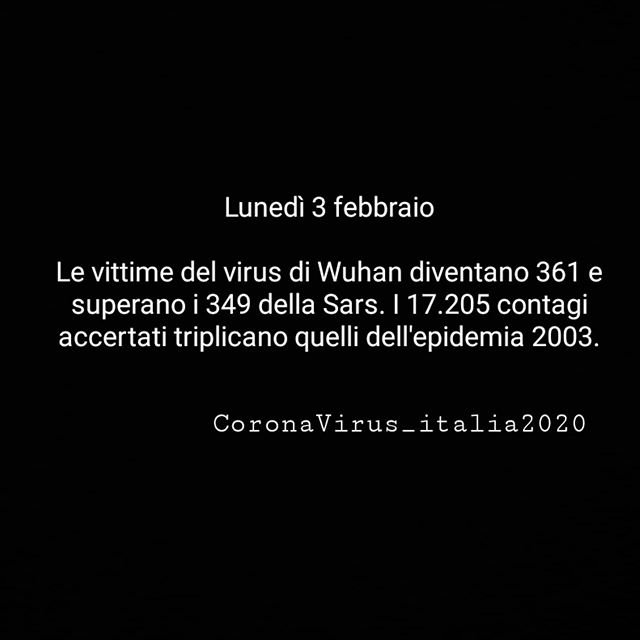 Lunedì 3 febbraio
Le vittime del virus di Wuhan diventano 361 e
superano i 349 della Sars. I 17.205 contagi
accertati triplicano quelli dell'epidemia 2003.
CoronaVirus_italia2020